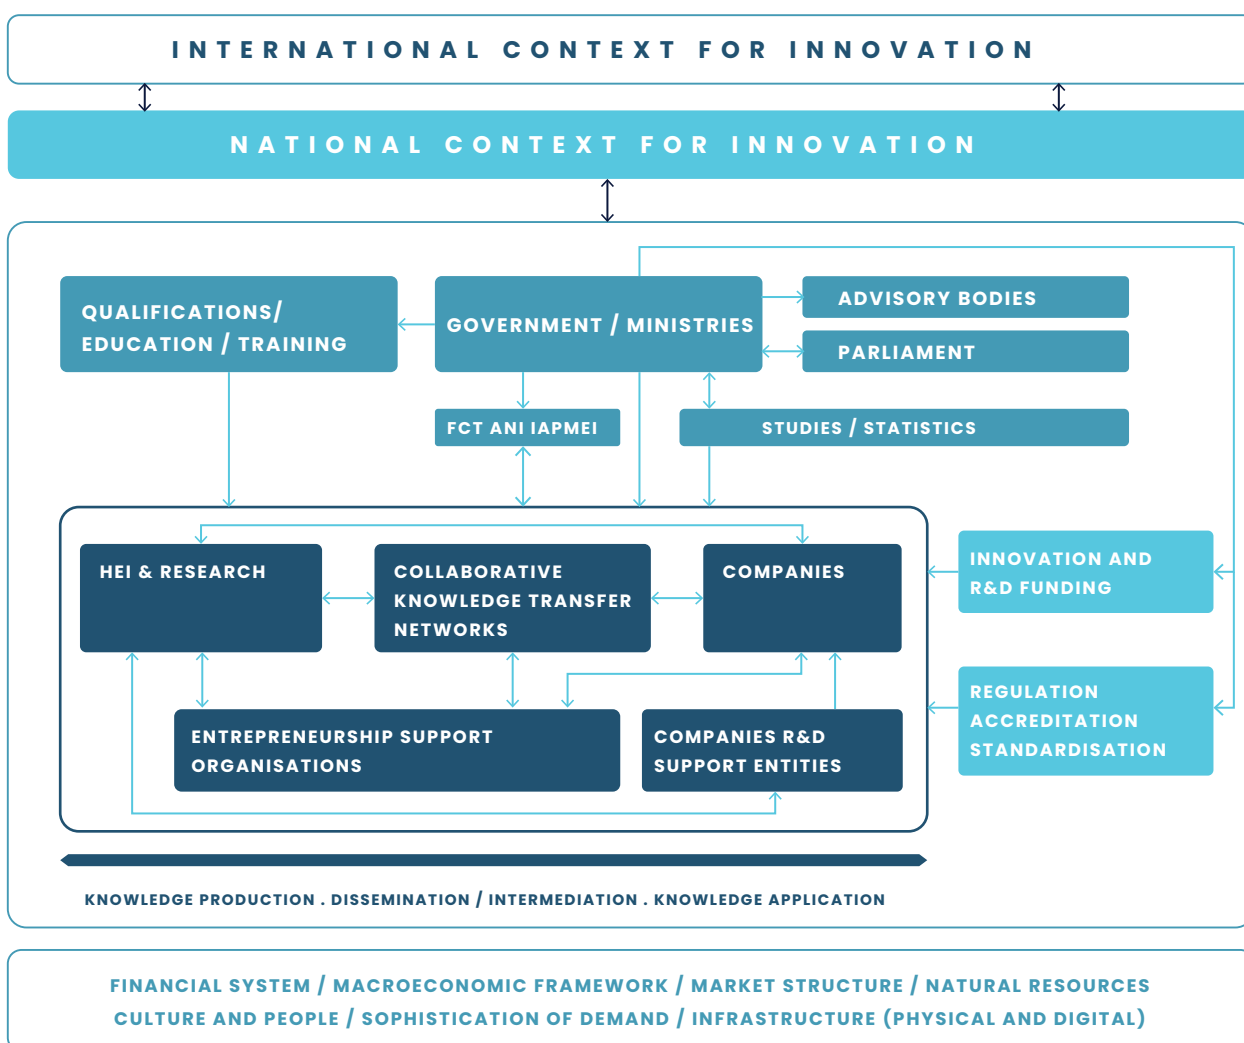 INTERNATIONAL CONTEXT FOR INNOVATION
NATIONAL CONTEXT FOR INNOVATION
QUALIFICATIONS/
EDUCATION / TRAINING
GOVERNMENT / MINISTRIES
ADVISORY BODIES
PARLIAMENT
FCT ANI IAPMEI
STUDIES / STATISTICS
HEI & RESEARCH
COLLABORATIVE
KNOWLEDGE TRANSFER
NETWORKS
COMPANIES
INNOVATION AND
R&D FUNDING
ENTREPRENEURSHIP SUPPORT
ORGANISATIONS
COMPANIES R&D
SUPPORT ENTITIES
REGULATION
ACCREDITATION
STANDARDISATION
KNOWLEDGE PRODUCTION . DISSEMINATION / INTERMEDIATION . KNOWLEDGE APPLICATION
FINANCIAL SYSTEM / MACROECONOMIC FRAMEWORK / MARKET STRUCTURE / NATURAL RESOURCES
CULTURE AND PEOPLE / SOPHISTICATION OF DEMAND / INFRASTRUCTURE (PHYSICAL AND DIGITAL)